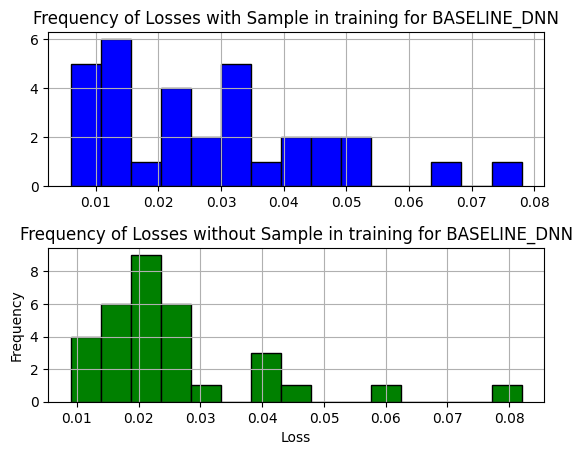 Frequency of Losses with Sample in training for BASELINE_DNN
6
4
2
0
0.01 0.02 0.03 0.04 0.05 0.06 0.07 0.08
Frequency of Losses without Sample in training for BASELINE_DNN
8
6
4
2
0
Frequency
0.01 0.02 0.03 0.04 0.05 0.06 0.07 0.08
Loss